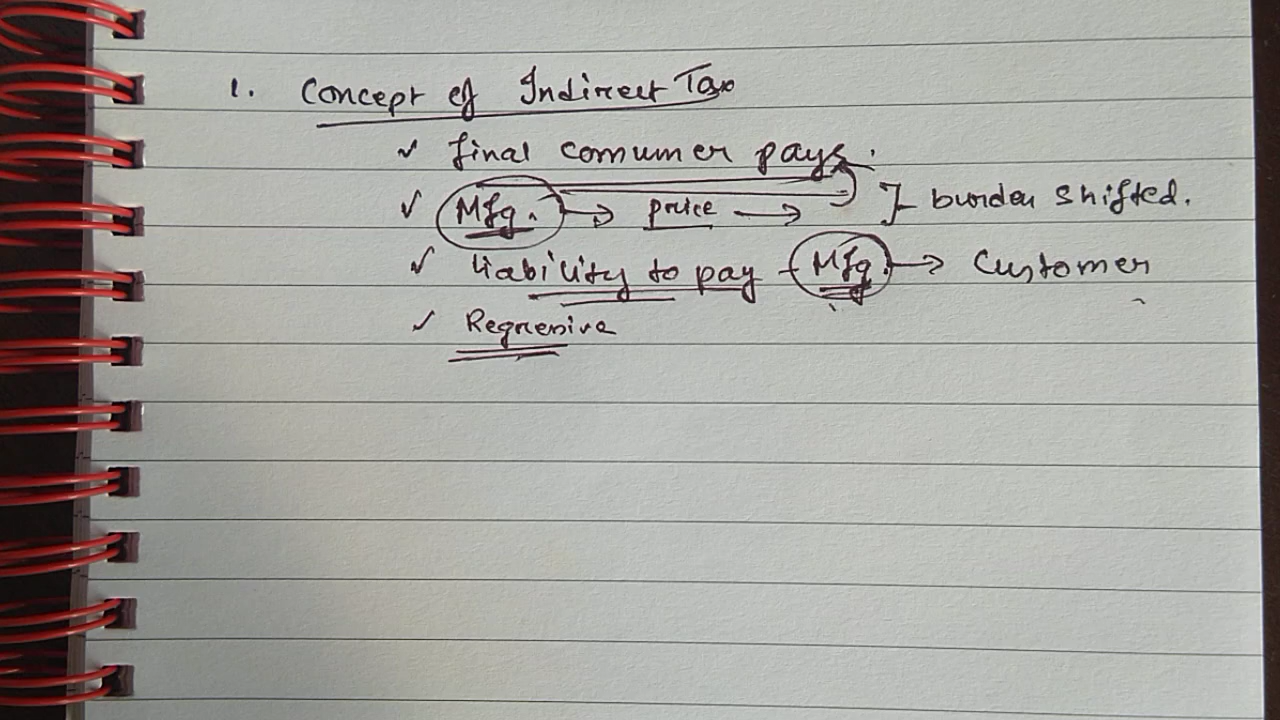 1. Concept of Indirect Tax
✓ final consumer pays.
✓ Mfg. → price → } burden shifted.
✓ liability to pay - Mfg. → Customer
✓ Regressive